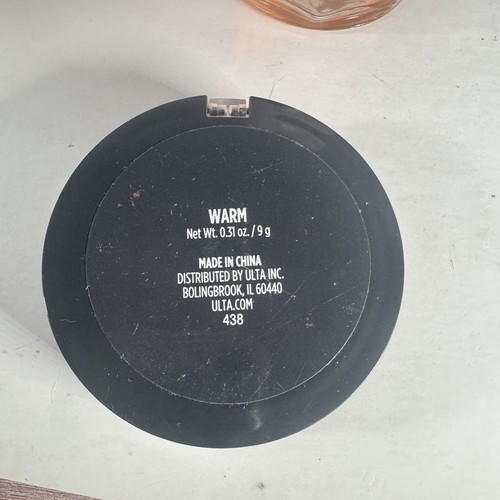 WARM
Net Wt. 0.31 oz. / 9 g
MADE IN CHINA
DISTRIBUTED BY ULTA INC.
BOLINGBROOK, IL 60440
ULTA.COM
438